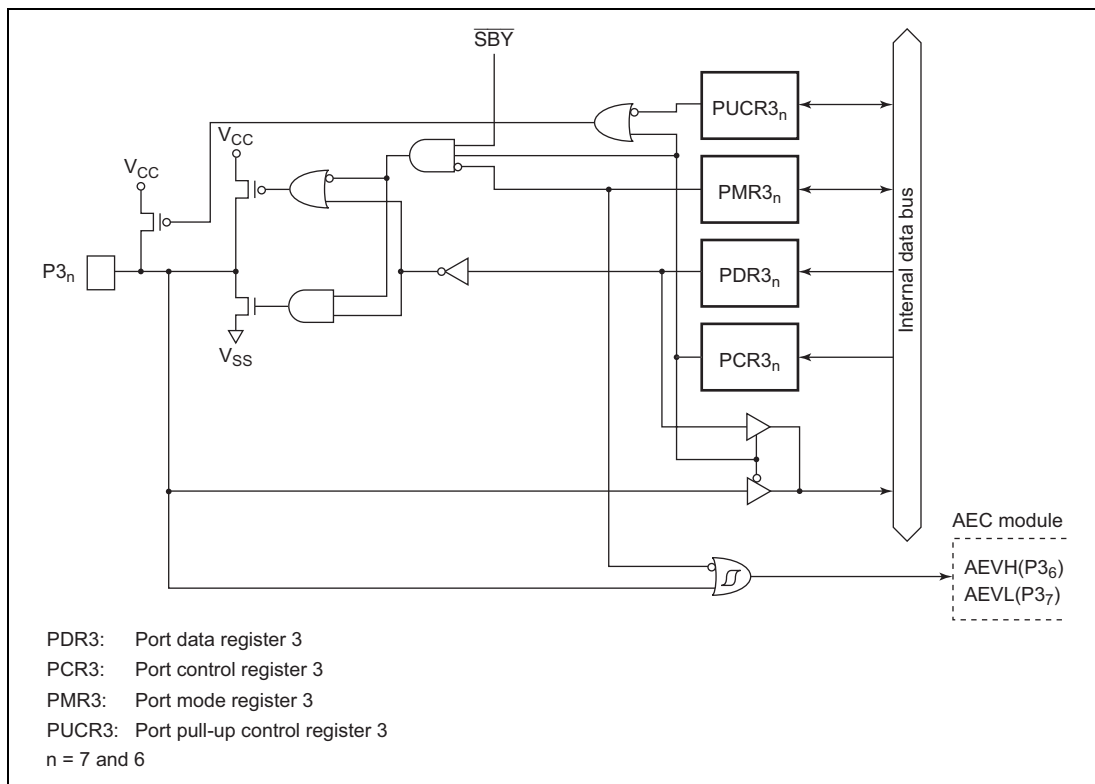 SBY
PUCR3n
VCC
VCC
PMR3n
P3n
PDR3n
Internal data bus
VSS
PCR3n
AEC module
AEVH(P36)
AEVL(P37)
PDR3: Port data register 3
PCR3: Port control register 3
PMR3: Port mode register 3
PUCR3: Port pull-up control register 3
n = 7 and 6